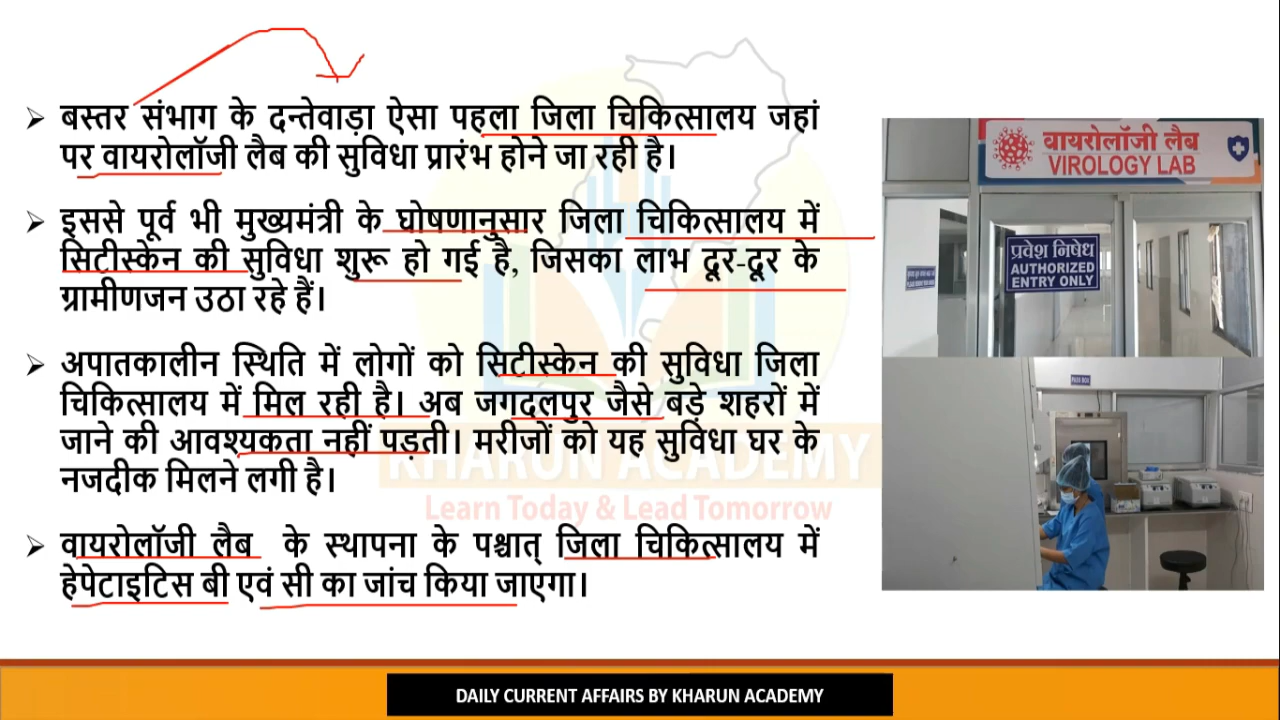 ➢ बस्तर संभाग के दन्तेवाड़ा ऐसा पहला जिला चिकित्सालय जहां
पर वायरोलॉजी लैब की सुविधा प्रारंभ होने जा रही है।
➢ इससे पूर्व भी मुख्यमंत्री के घोषणानुसार जिला चिकित्सालय में
सिटीस्केन की सुविधा शुरू हो गई है, जिसका लाभ दूर-दूर के
ग्रामीणजन उठा रहे हैं।
➢ अपातकालीन स्थिति में लोगों को सिटीस्केन की सुविधा जिला
चिकित्सालय में मिल रही है। अब जगदलपुर जैसे बड़े शहरों में
जाने की आवश्यकता नहीं पड़ती। मरीजों को यह सुविधा घर के
नजदीक मिलने लगी है।
➢ वायरोलॉजी लैब के स्थापना के पश्चात् जिला चिकित्सालय में
हेपेटाइटिस बी एवं सी का जांच किया जाएगा।
KHARUN ACADEMY
Learn Today & Lead Tomorrow
वायरोलॉजी लैब
VIROLOGY LAB
प्रवेश निषेध
AUTHORIZED
ENTRY ONLY
PASS BOX
DAILY CURRENT AFFAIRS BY KHARUN ACADEMY